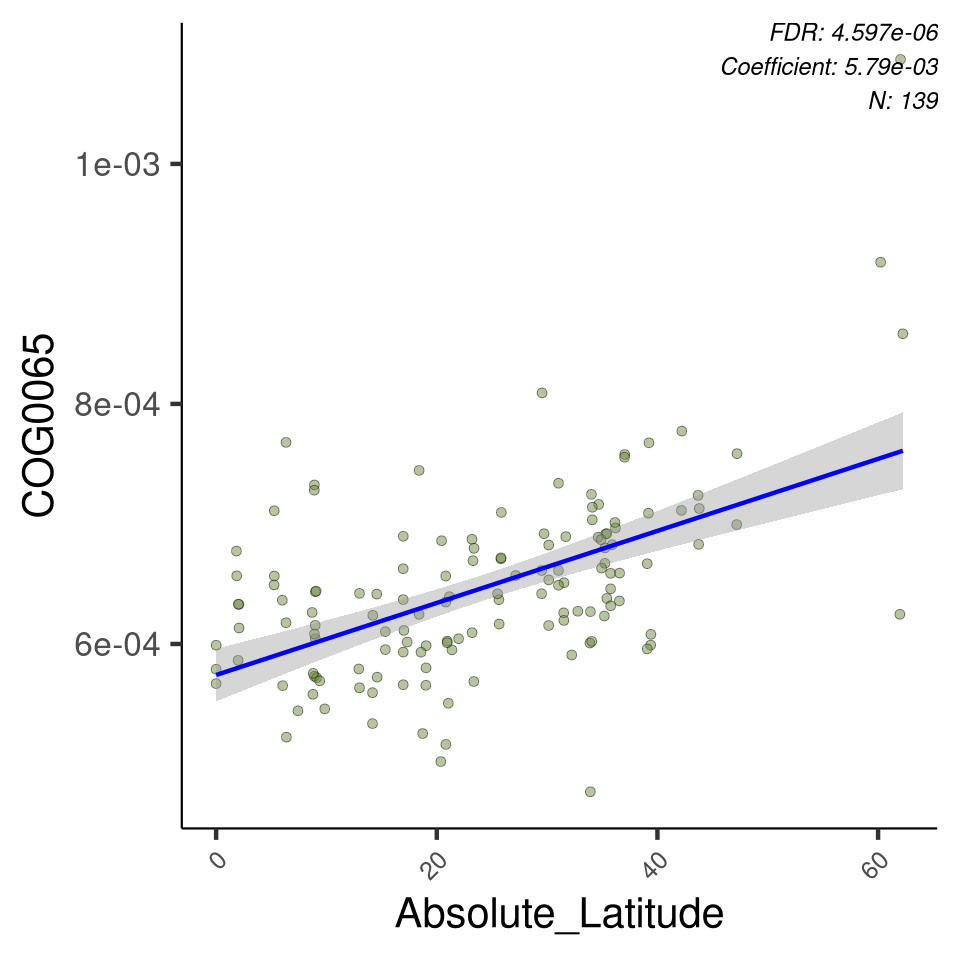 FDR: 4.597e-06
Coefficient: 5.79e-03
N: 139
1e-03
8e-04
6e-04
COG0065
0
20
40
60
Absolute_Latitude